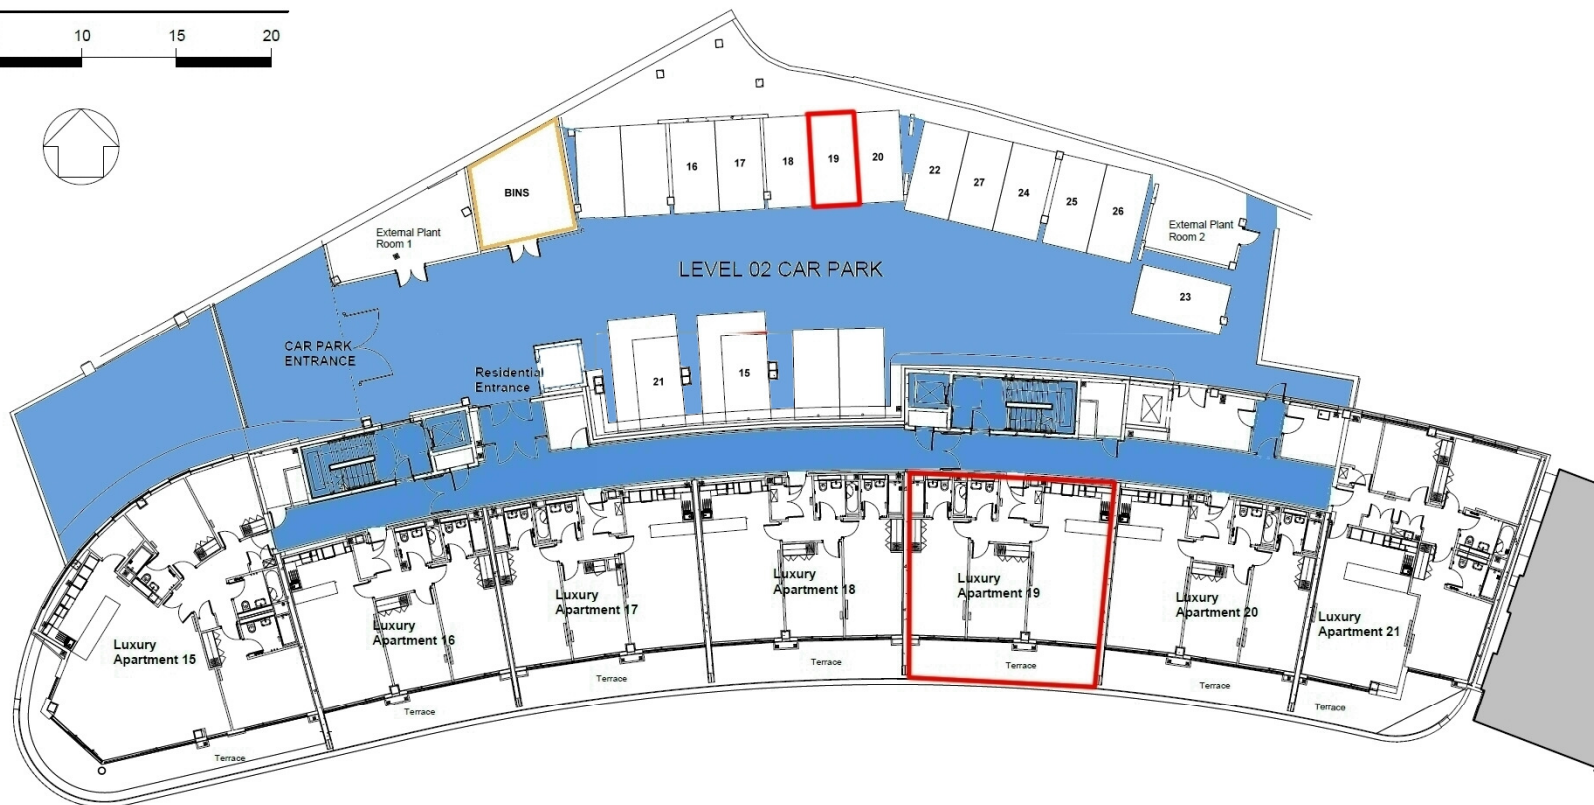 10 15 20
16 17 18 19 20
22 27 24 25 26
BINS
External Plant
Room 1
External Plant
Room 2
LEVEL 02 CAR PARK
23
CAR PARK
ENTRANCE
Residential
Entrance
21
15
Luxury
Apartment 15
Luxury
Apartment 16
Luxury
Apartment 17
Luxury
Apartment 18
Luxury
Apartment 19
Luxury
Apartment 20
Luxury
Apartment 21
Terrace
Terrace
Terrace
Terrace
Terrace
Terrace
Terrace